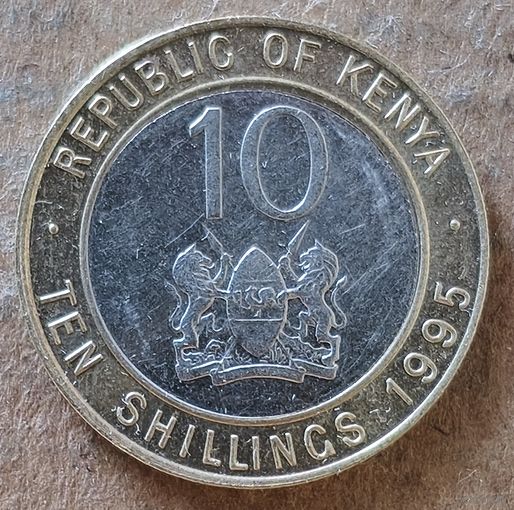 REPUBLIC OF KENYA
10
TEN SHILLINGS 1995